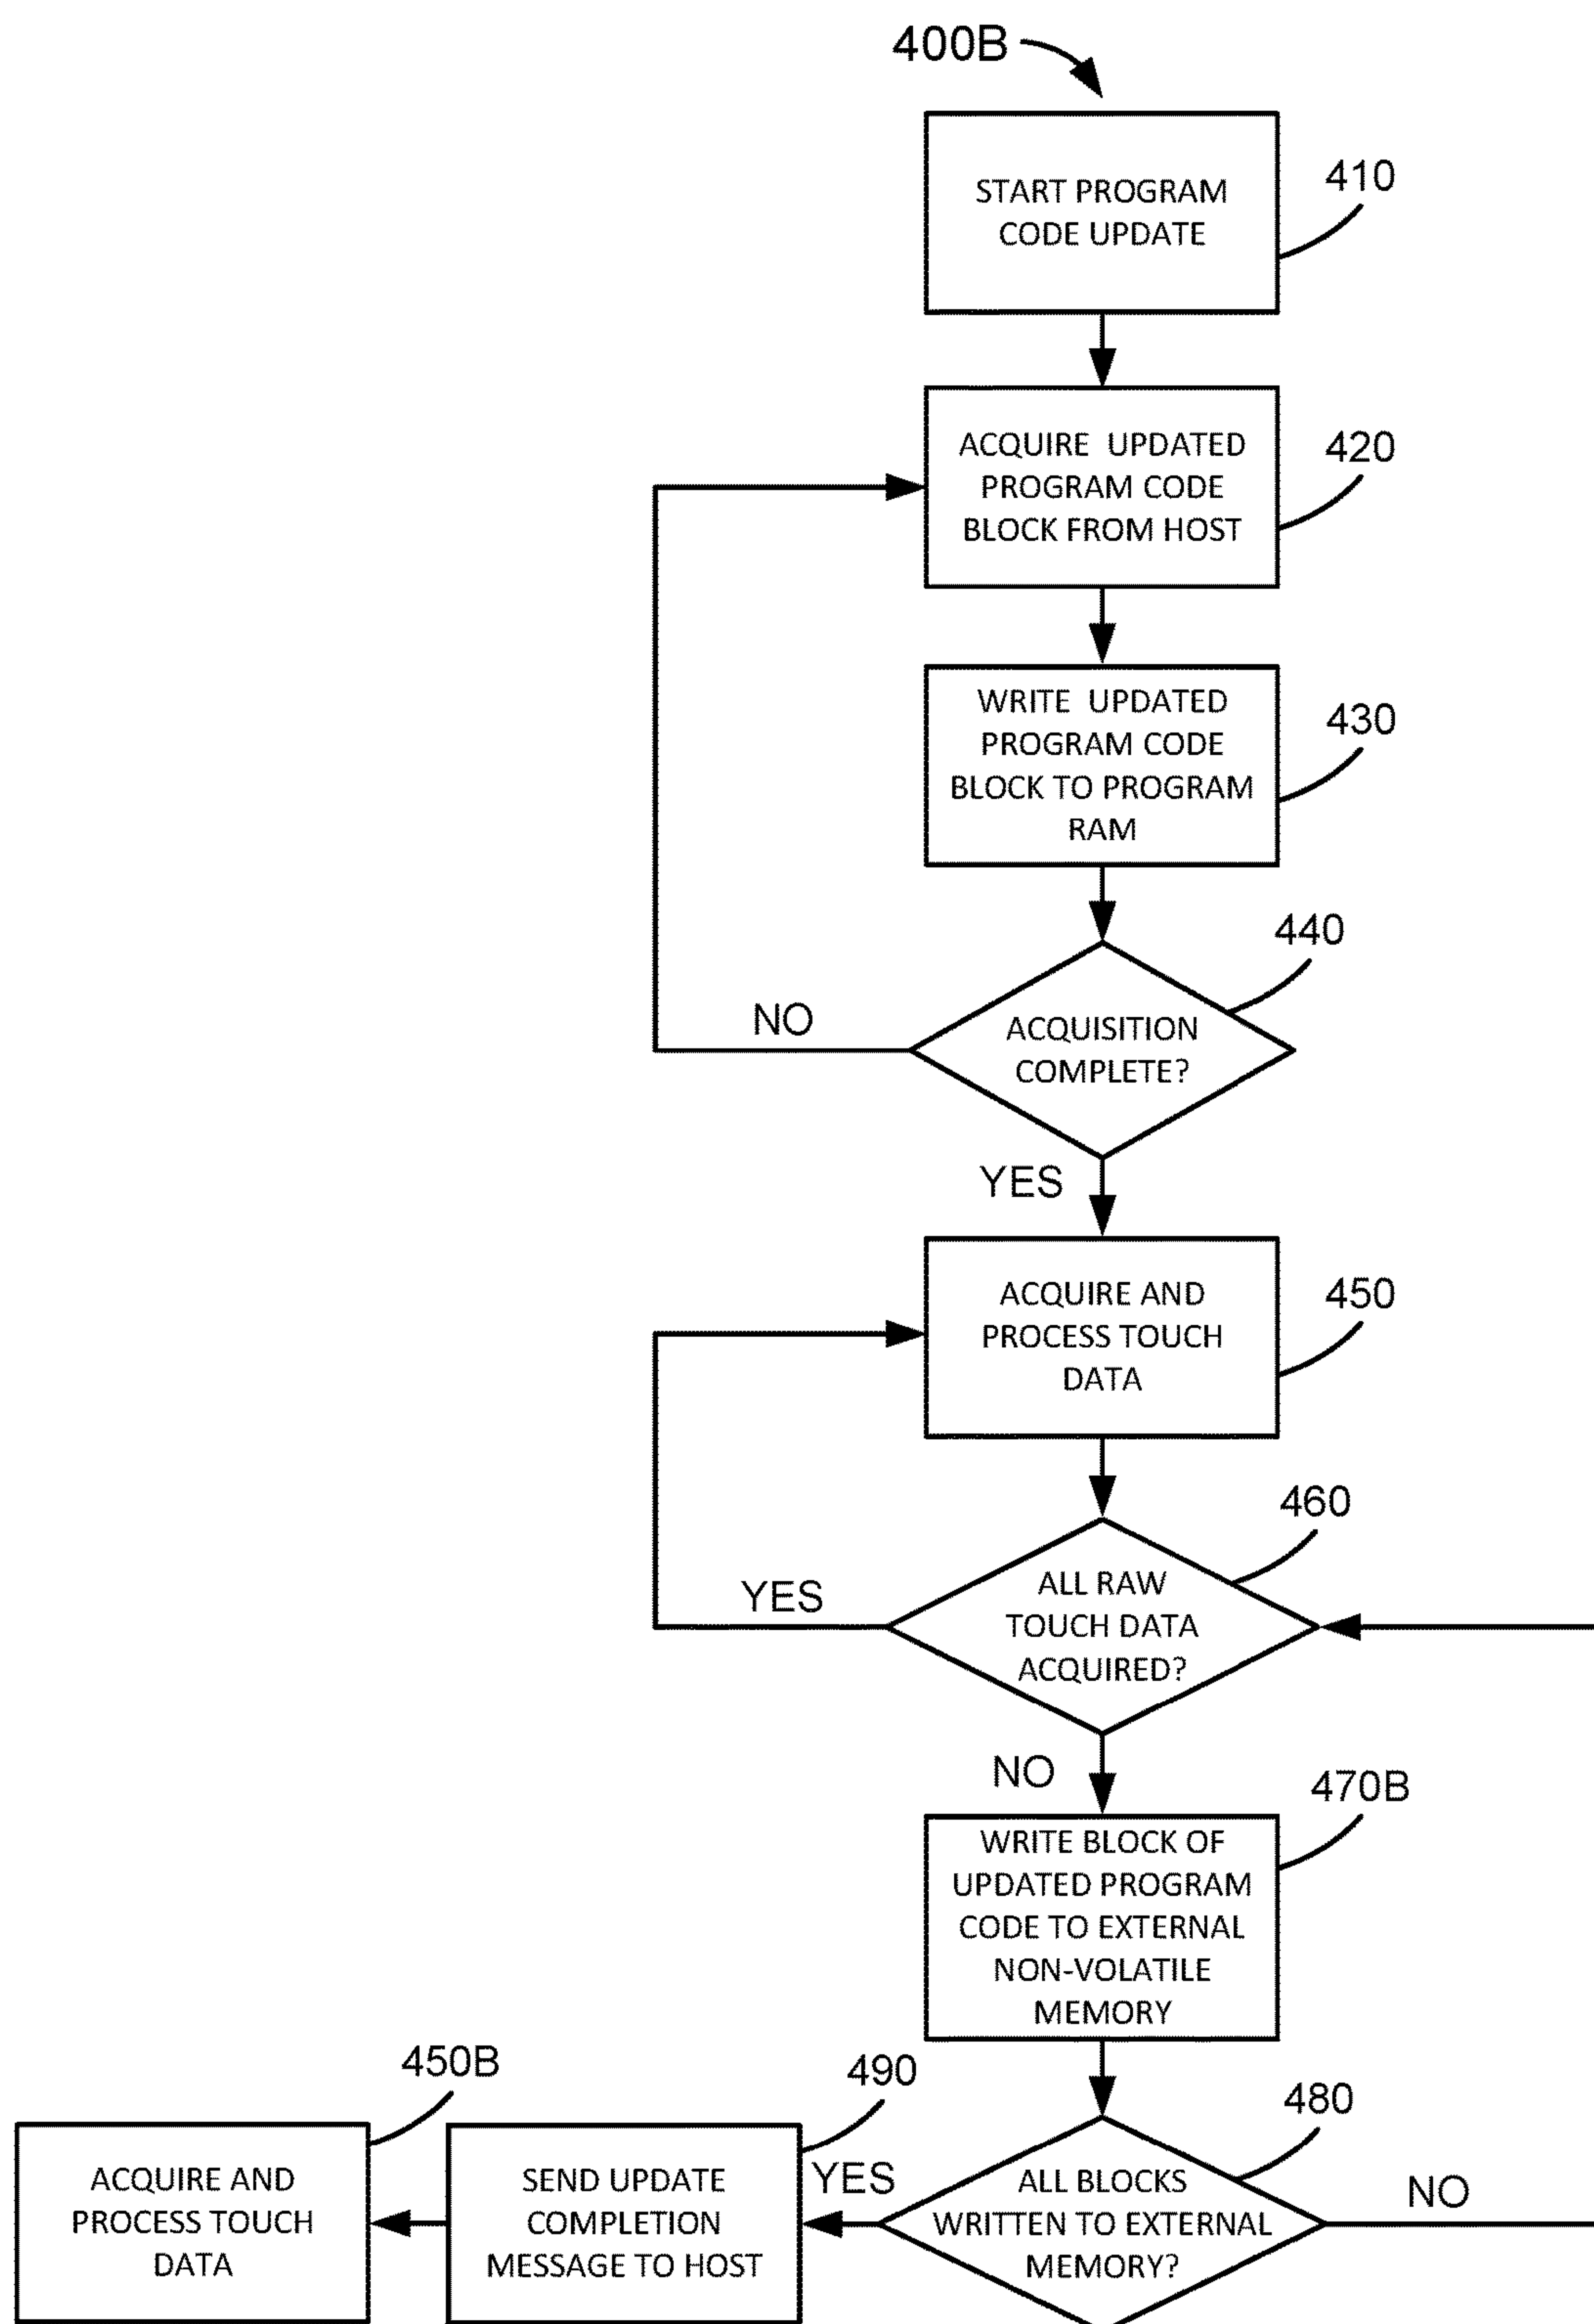 400B
START PROGRAM
CODE UPDATE
410
ACQUIRE UPDATED
PROGRAM CODE
BLOCK FROM HOST
420
WRITE UPDATED
PROGRAM CODE
BLOCK TO PROGRAM
RAM
430
440
NO
ACQUISITION
COMPLETE?
YES
ACQUIRE AND
PROCESS TOUCH
DATA
450
460
YES
ALL RAW
TOUCH DATA
ACQUIRED?
NO
470B
WRITE BLOCK OF
UPDATED PROGRAM
CODE TO EXTERNAL
NON-VOLATILE
MEMORY
480
ALL BLOCKS
WRITTEN TO EXTERNAL
MEMORY?
NO
YES
490
SEND UPDATE
COMPLETION
MESSAGE TO HOST
450B
ACQUIRE AND
PROCESS TOUCH
DATA